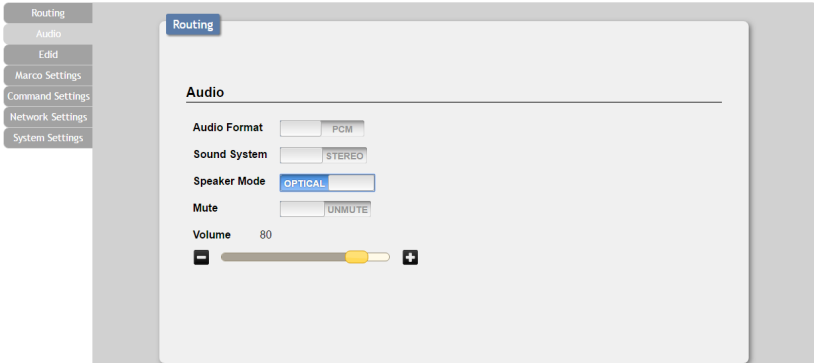 Routing
Audio
Edid
Marco Settings
Command Settings
Network Settings
System Settings
Routing
Audio
Audio Format PCM
Sound System STEREO
Speaker Mode OPTICAL
Mute UNMUTE
Volume 80